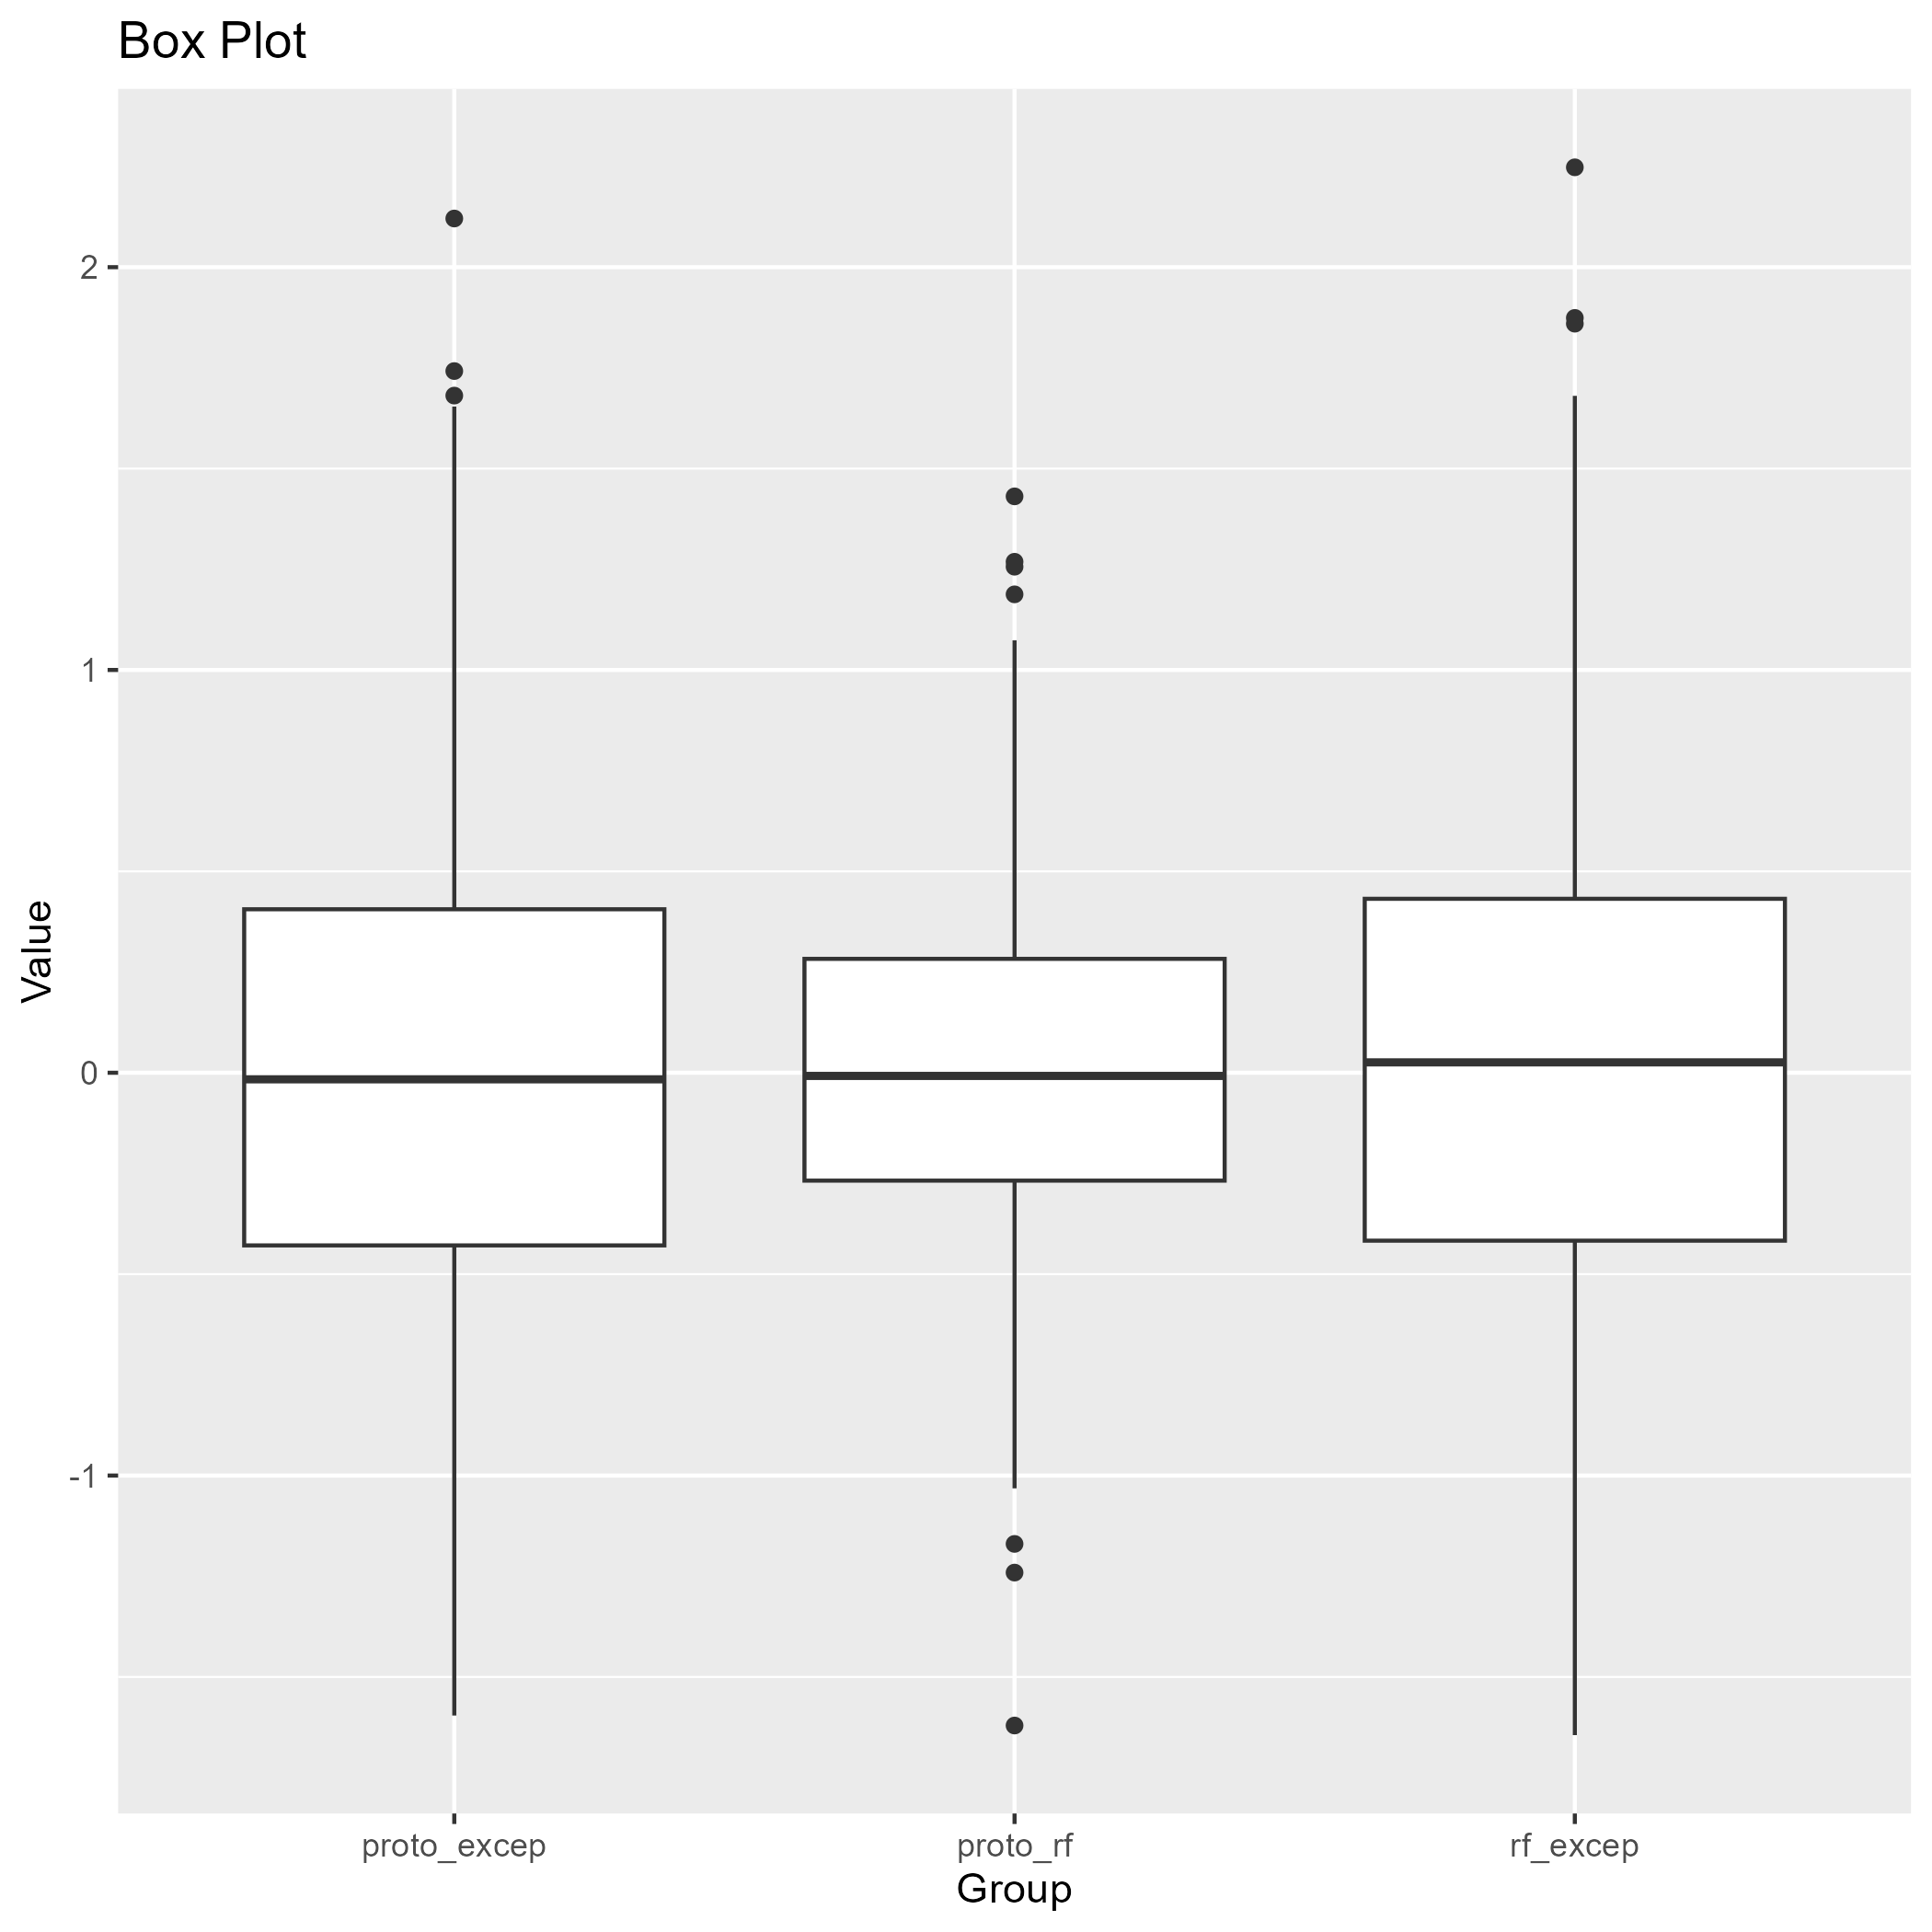 Box Plot
Value
2
1
0
-1
proto_excep
proto_rf
rf_excep
Group